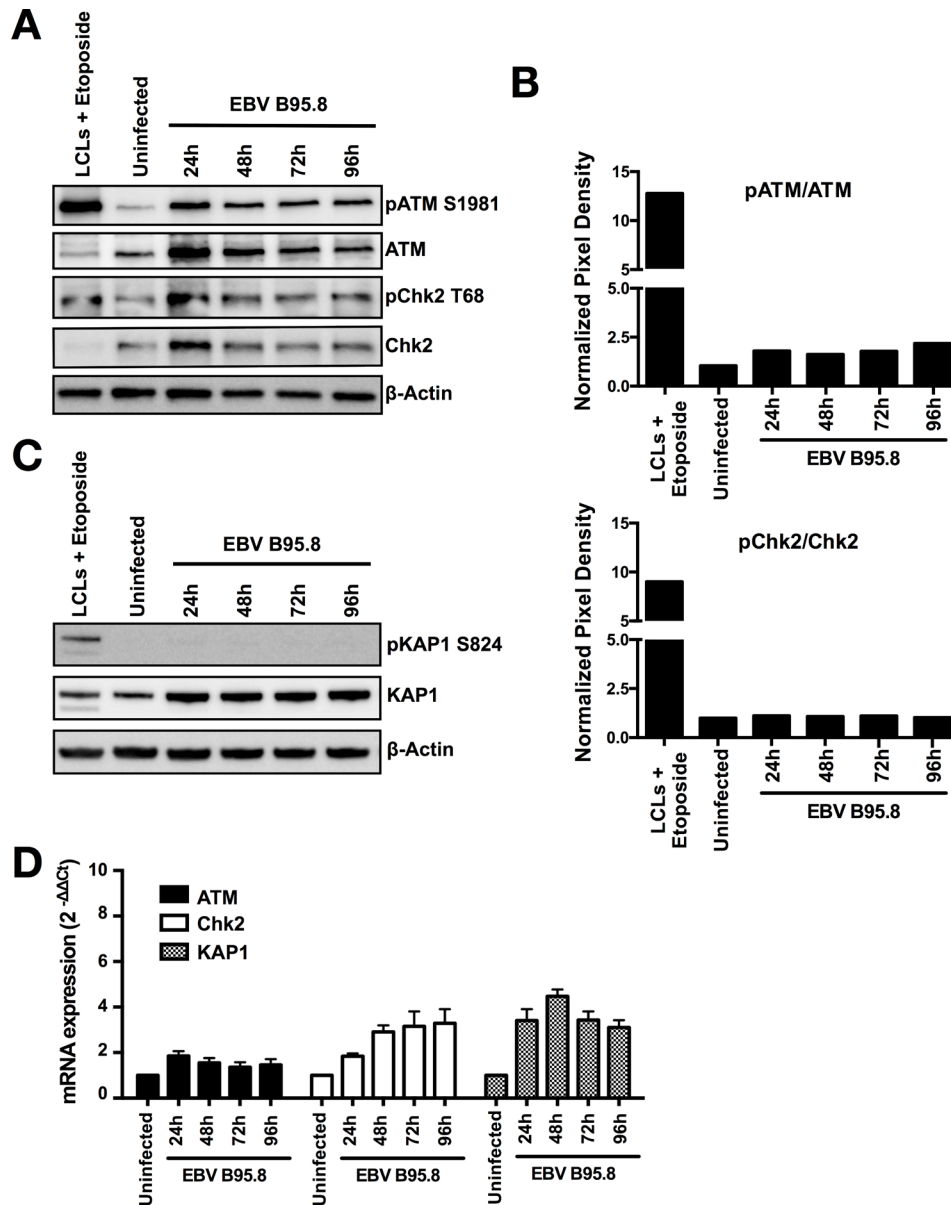 A
LCLs + Etoposide
Uninfected
EBV B95.8
24h
48h
72h
96h
pATM S1981
ATM
pChk2 T68
Chk2
β-Actin
B
Normalized Pixel Density
15
10
5
5.0
2.5
0.0
pATM/ATM
LCLs +
Etoposide
Uninfected
24h
48h
72h
96h
EBV B95.8
Normalized Pixel Density
15
10
5
5.0
2.5
0.0
pChk2/Chk2
LCLs +
Etoposide
Uninfected
24h
48h
72h
96h
EBV B95.8
C
LCLs + Etoposide
Uninfected
EBV B95.8
24h
48h
72h
96h
pKAP1 S824
KAP1
β-Actin
D
mRNA expression (2 -ΔΔCt)
10
8
6
4
2
0
ATM
Chk2
KAP1
Uninfected
24h
48h
72h
96h
EBV B95.8
Uninfected
24h
48h
72h
96h
EBV B95.8
Uninfected
24h
48h
72h
96h
EBV B95.8